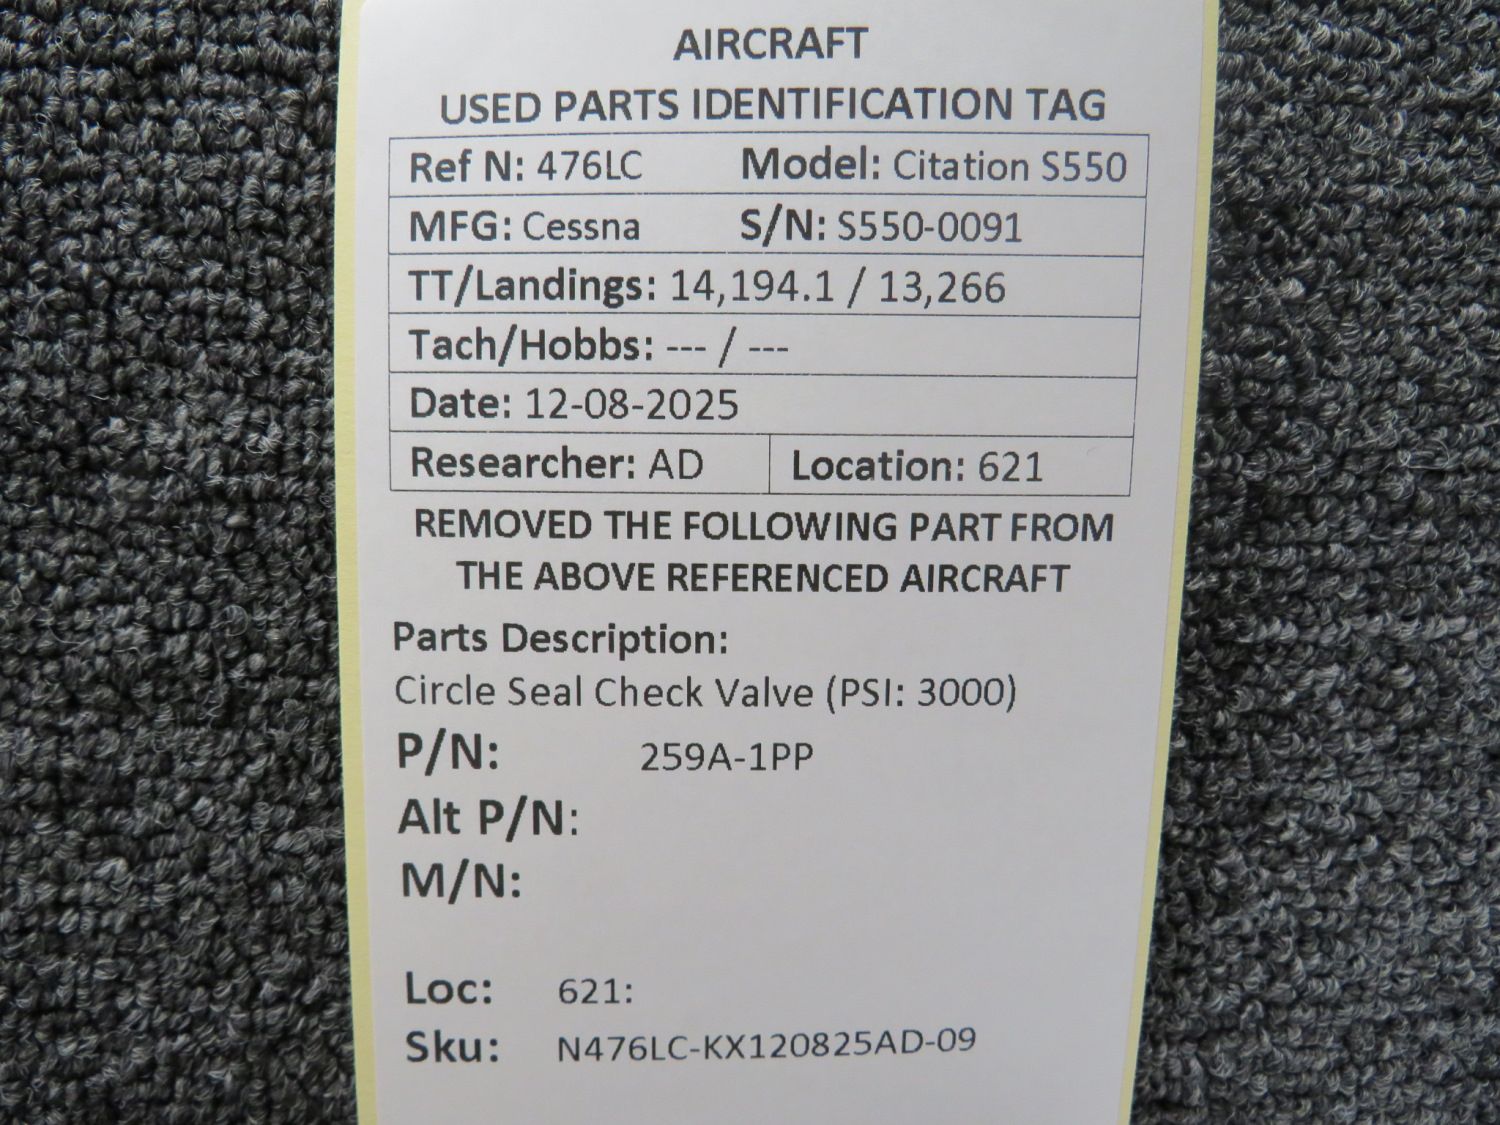 AIRCRAFT
USED PARTS IDENTIFICATION TAG
Ref N: 476LC Model: Citation S550
MFG: Cessna S/N: S550-0091
TT/Landings: 14,194.1 / 13,266
Tach/Hobbs: --- / ---
Date: 12-08-2025
Researcher: AD Location: 621
REMOVED THE FOLLOWING PART FROM
THE ABOVE REFERENCED AIRCRAFT
Parts Description:
Circle Seal Check Valve (PSI: 3000)
P/N: 259A-1PP
Alt P/N:
M/N:
Loc: 621:
Sku: N476LC-KX120825AD-09